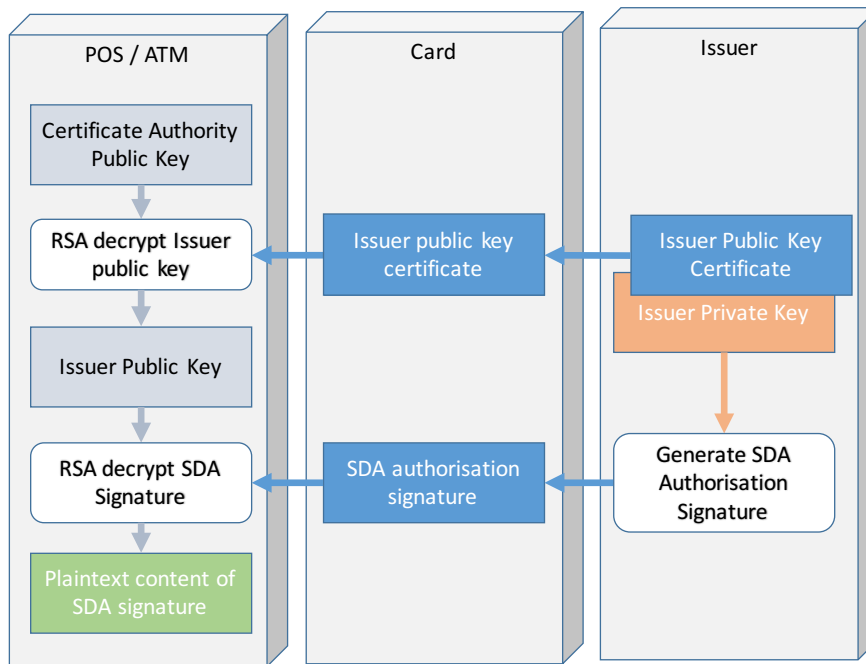 POS / ATM
Certificate Authority
Public Key
RSA decrypt Issuer
public key
Issuer Public Key
RSA decrypt SDA
Signature
Plaintext content of
SDA signature
Card
Issuer public key
certificate
SDA authorisation
signature
Issuer
Issuer Public Key
Certificate
Issuer Private Key
Generate SDA
Authorisation
Signature